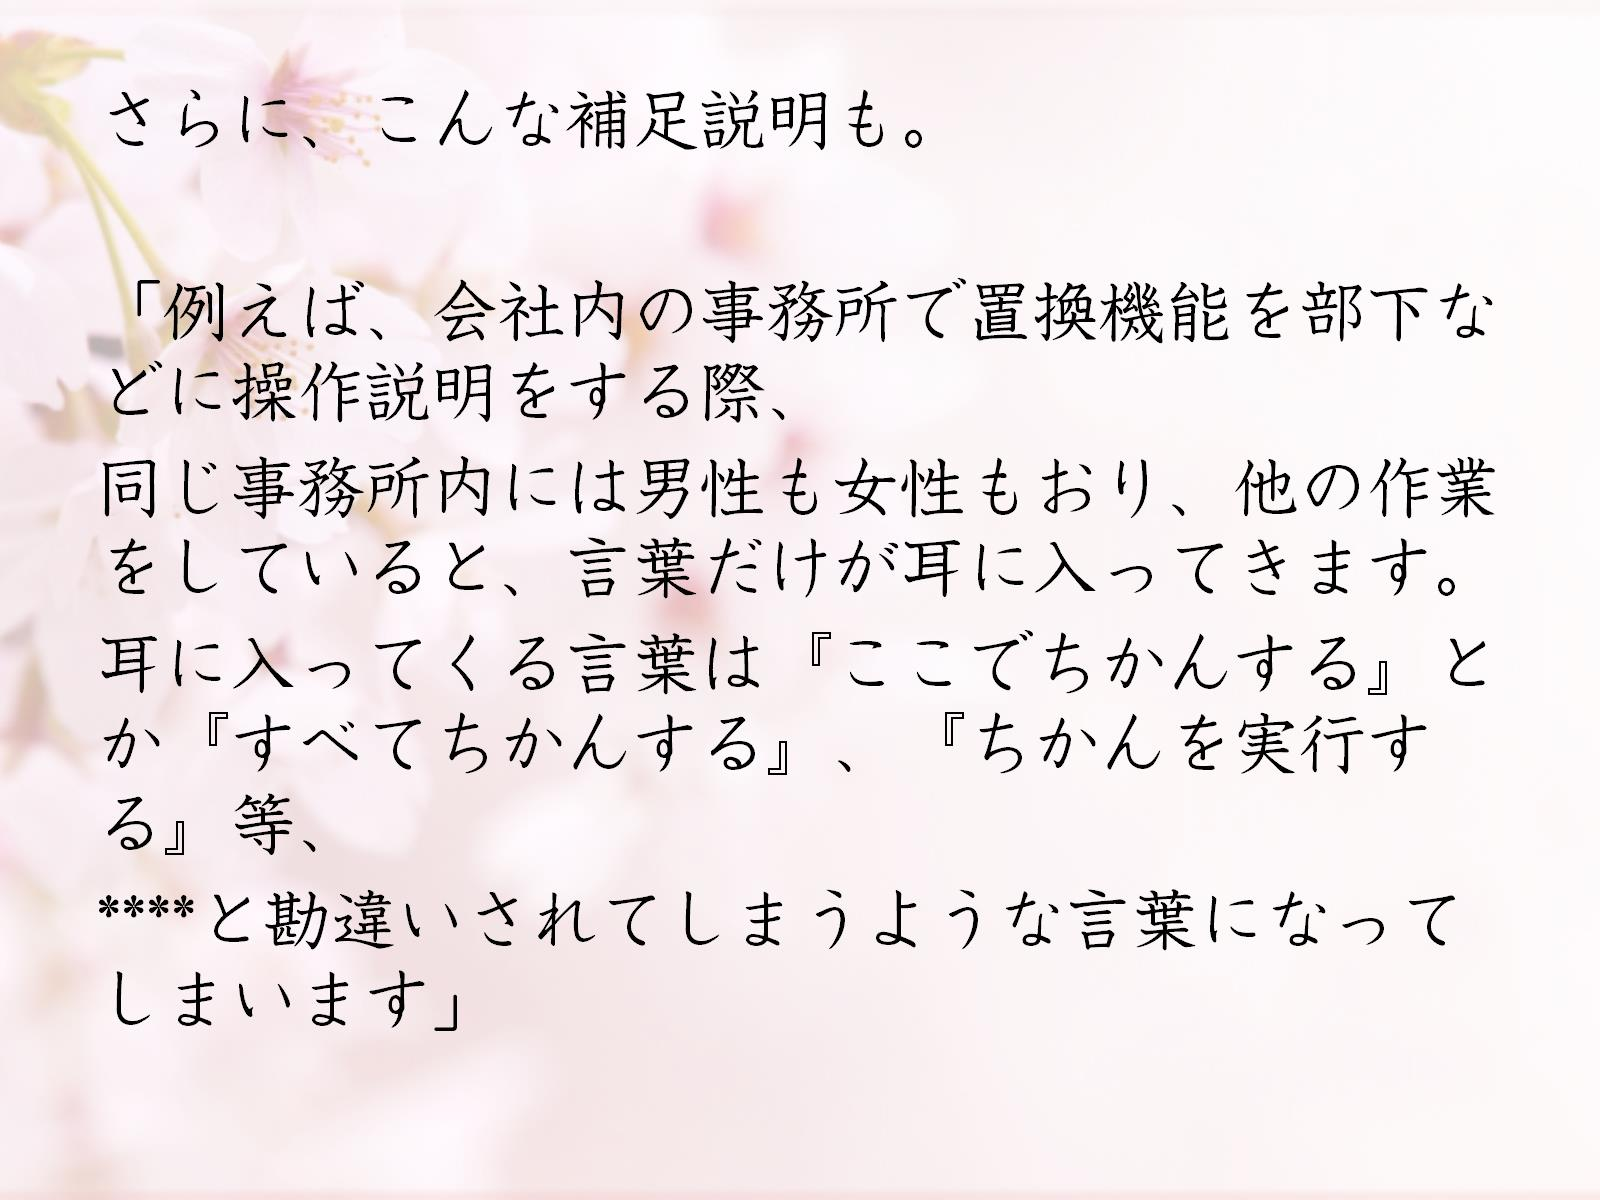 さらに、こんな補足説明も。
「例えば、会社内の事務所で置換機能を部下な
どに操作説明をする際、
同じ事務所内には男性も女性もおり、他の作業
をしていると、言葉だけが耳に入ってきます。
耳に入ってくる言葉は『ここでちかんする』と
か『すべてちかんする』、『ちかんを実行す
る』等、
****と勘違いされてしまうような言葉になって
しまいます」